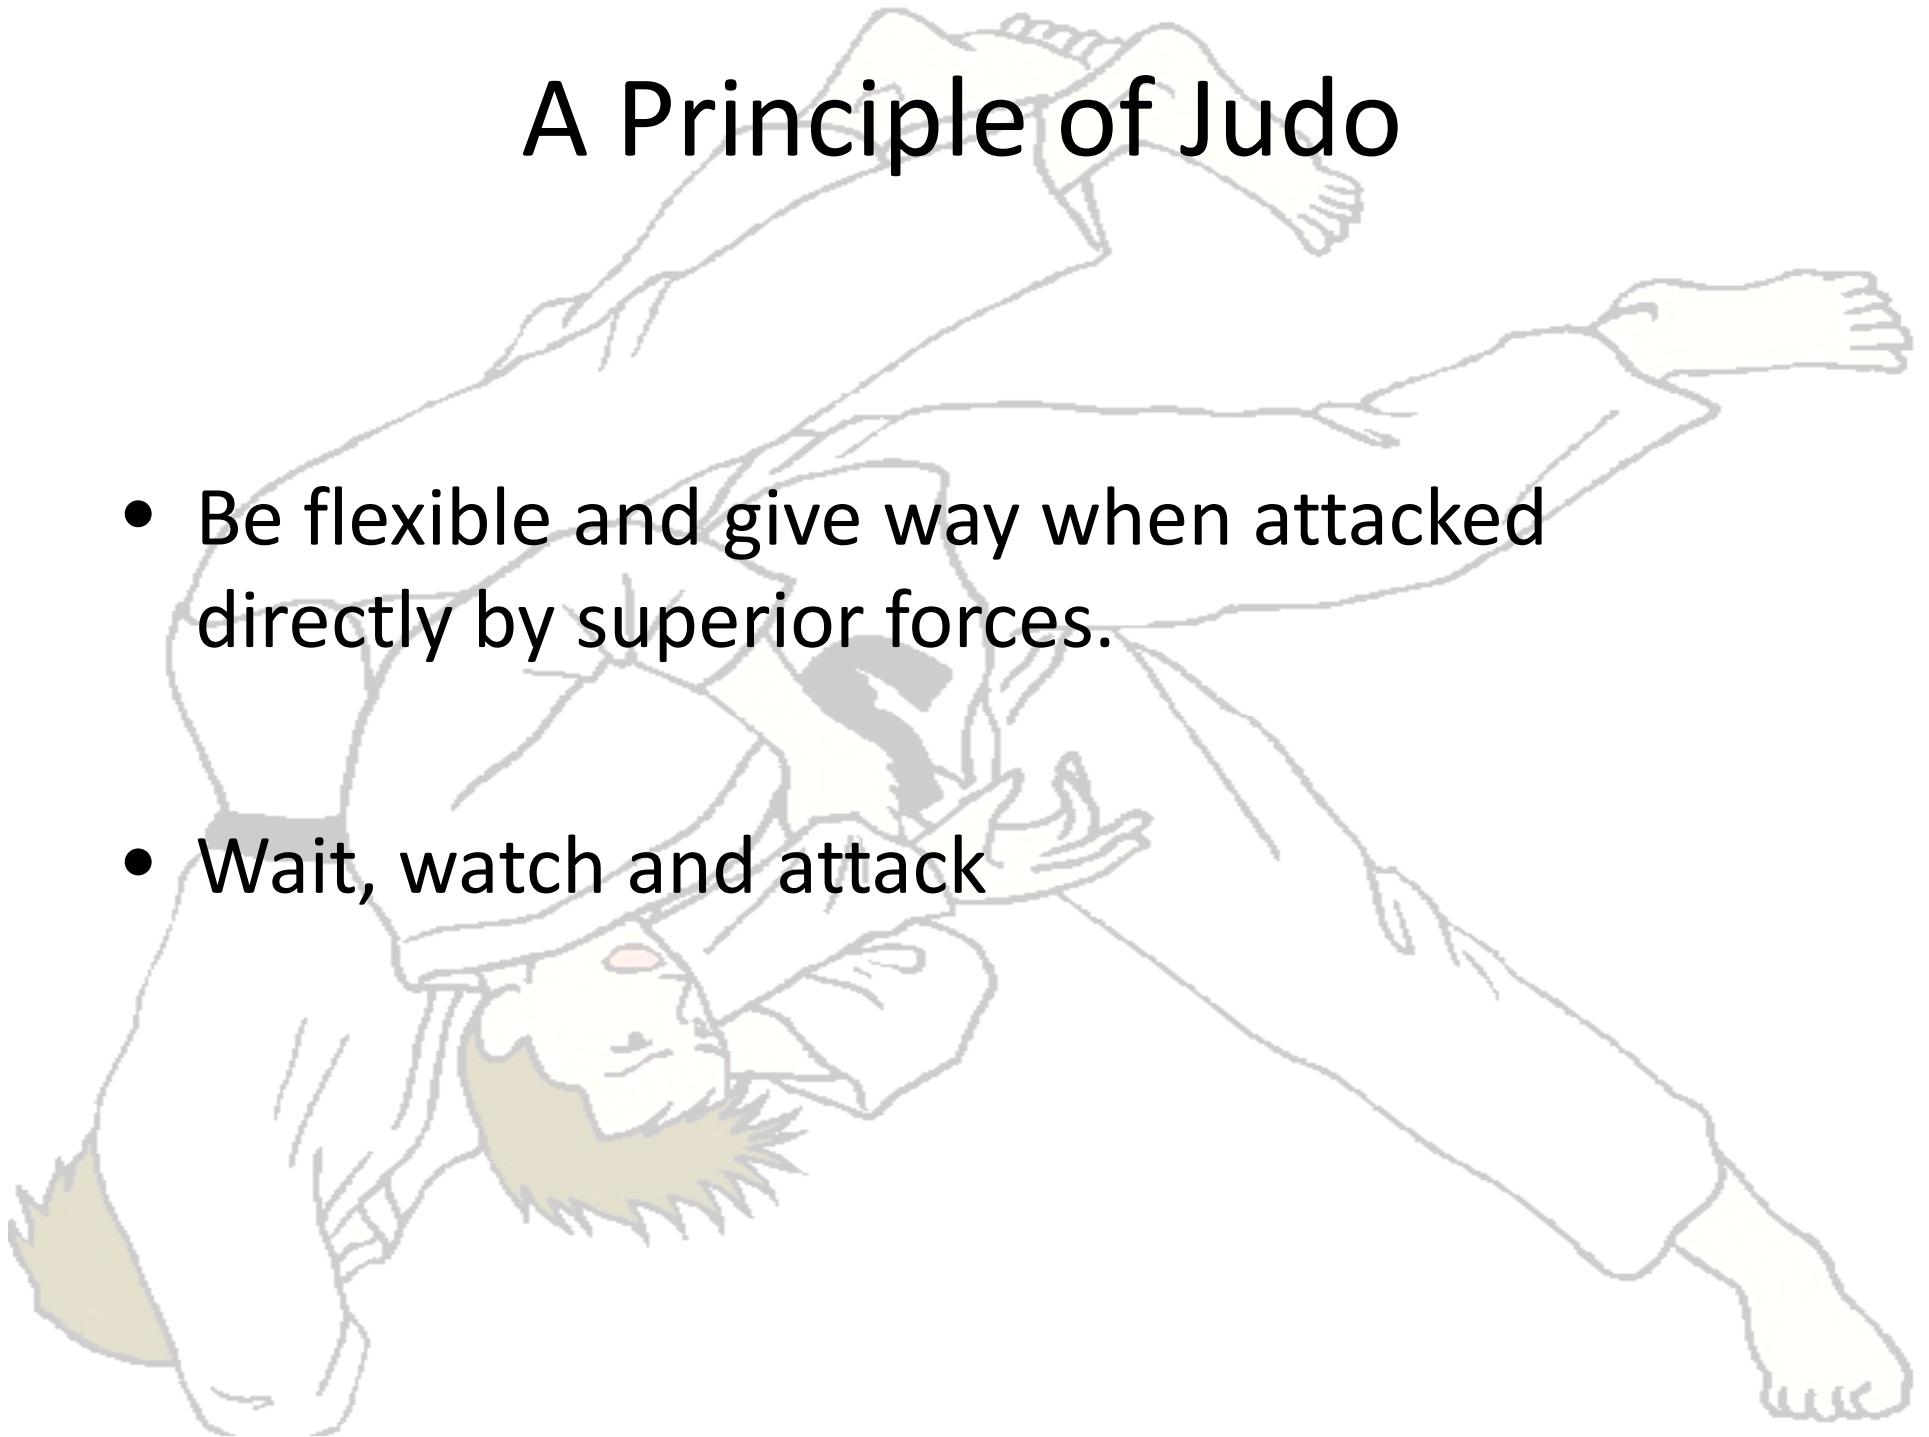 A Principle of Judo
• Be flexible and give way when attacked
directly by superior forces.
• Wait, watch and attack